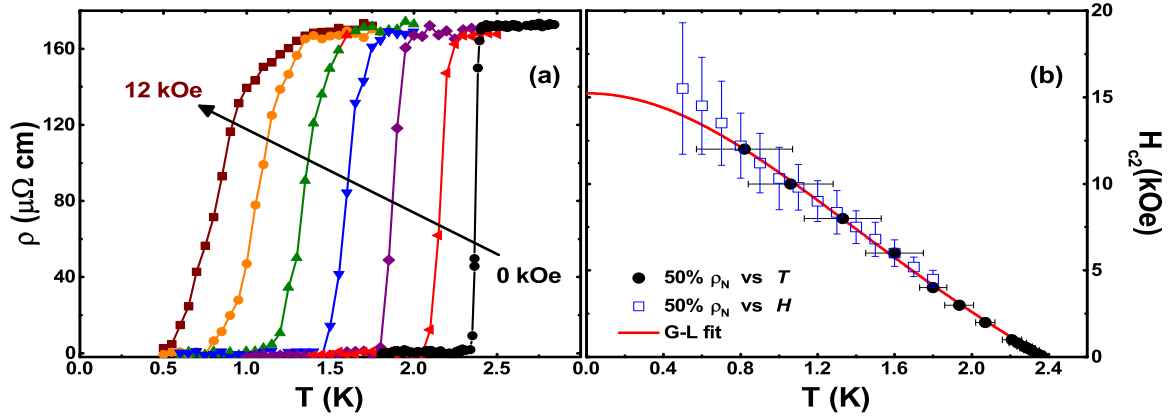 160
120
80
40
0
ρ (μΩ cm)
0.0
0.5
1.0
1.5
2.0
2.5
T (K)
(a)
12 kOe
0 kOe
(b)
50% ρN vs T
50% ρN vs H
G-L fit
0.0
0.4
0.8
1.2
1.6
2.0
2.4
T (K)
20
15
10
5
0
Hc2(kOe)